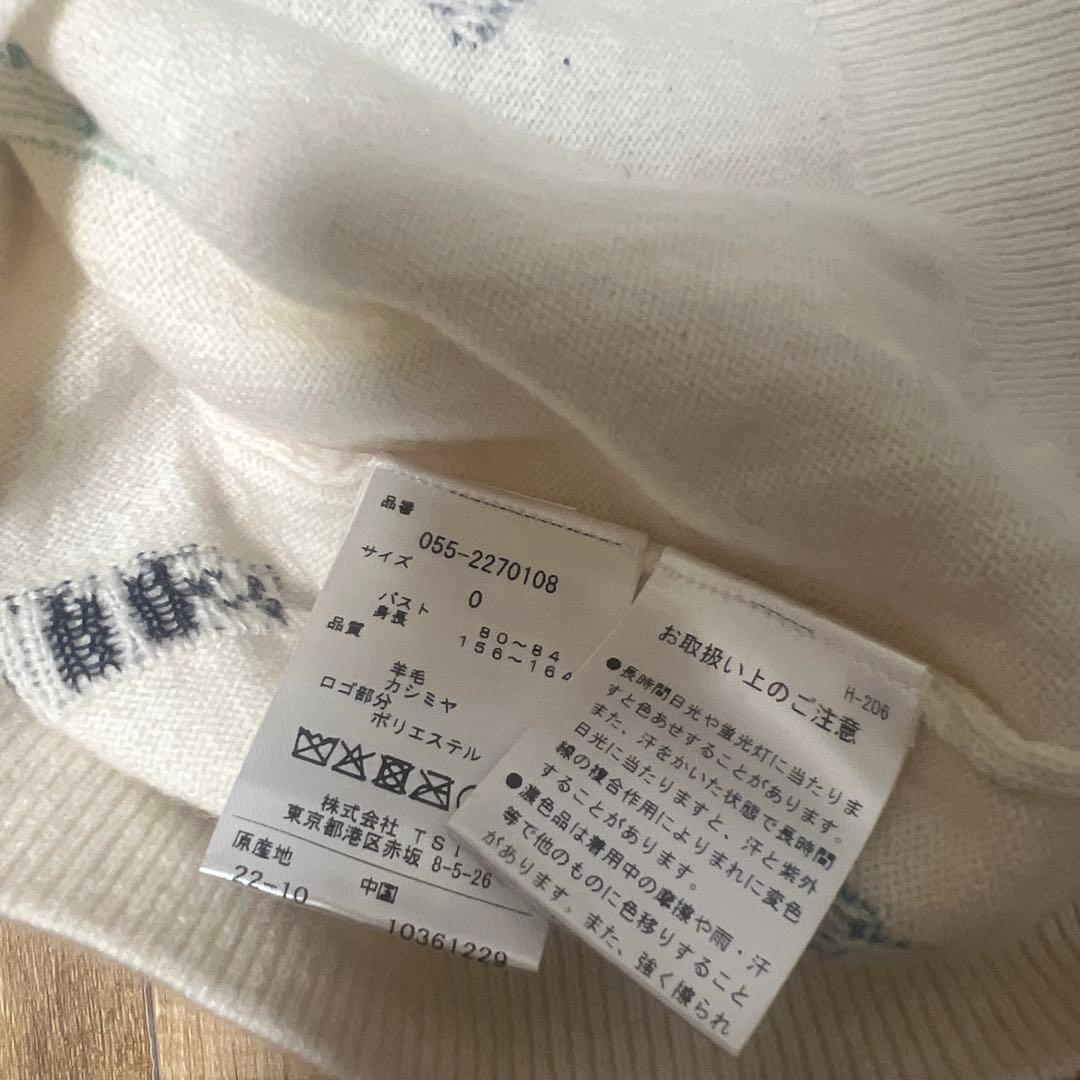 品番
055-2270108
サイズ
0
バスト 80~84
身長 156~164
品質
羊毛
カシミヤ
ロゴ部分
ポリエステル
株式会社 TSI
東京都港区赤坂 8-5-26
原産地
中国
22-10
10361229
H-206
お取扱い上のご注意
●長時間日光や蛍光灯に当たりま
すと色あせすることがあります。
また、汗をかいた状態で長時間
日光に当たりますと、汗と紫外
線の複合作用によりまれに変色
することがあります。
●濃色品は着用中の摩擦や雨・汗
等で他のものに色移りすること
があります。また、強く擦られ